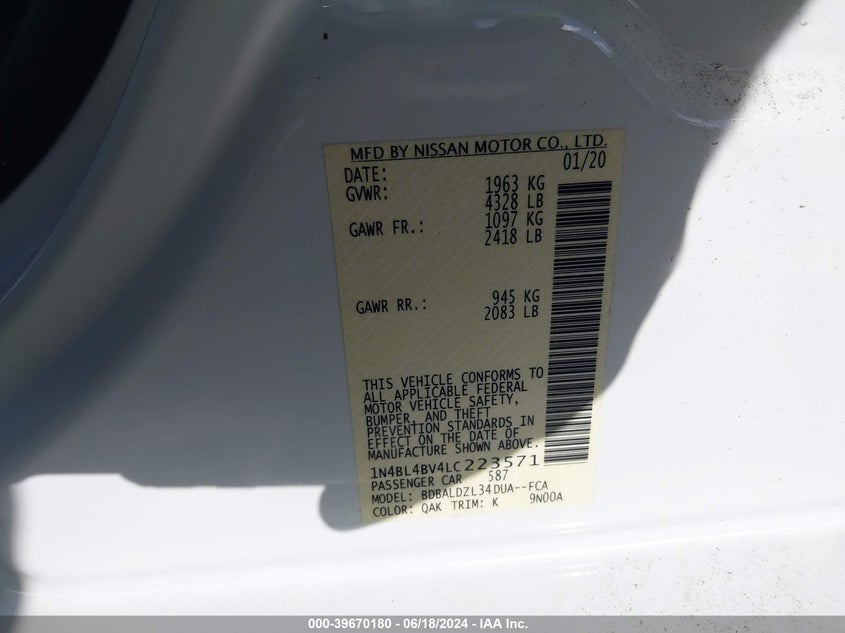 MFD BY NISSAN MOTOR CO., LTD.
DATE: 01/20
GVWR: 1963 KG
4328 LB
GAWR FR.: 1097 KG
2418 LB
GAWR RR.: 945 KG
2083 LB
THIS VEHICLE CONFORMS TO
ALL APPLICABLE FEDERAL
MOTOR VEHICLE SAFETY,
BUMPER, AND THEFT
PREVENTION STANDARDS IN
EFFECT ON THE DATE OF
MANUFACTURE SHOWN ABOVE.
1N4BL4BV4LC223571
PASSENGER CAR 587
MODEL: BDBALDZL34DUA--FCA
COLOR: QAK TRIM: K 9N00A
000-39670180 - 06/18/2024 - IAA Inc.